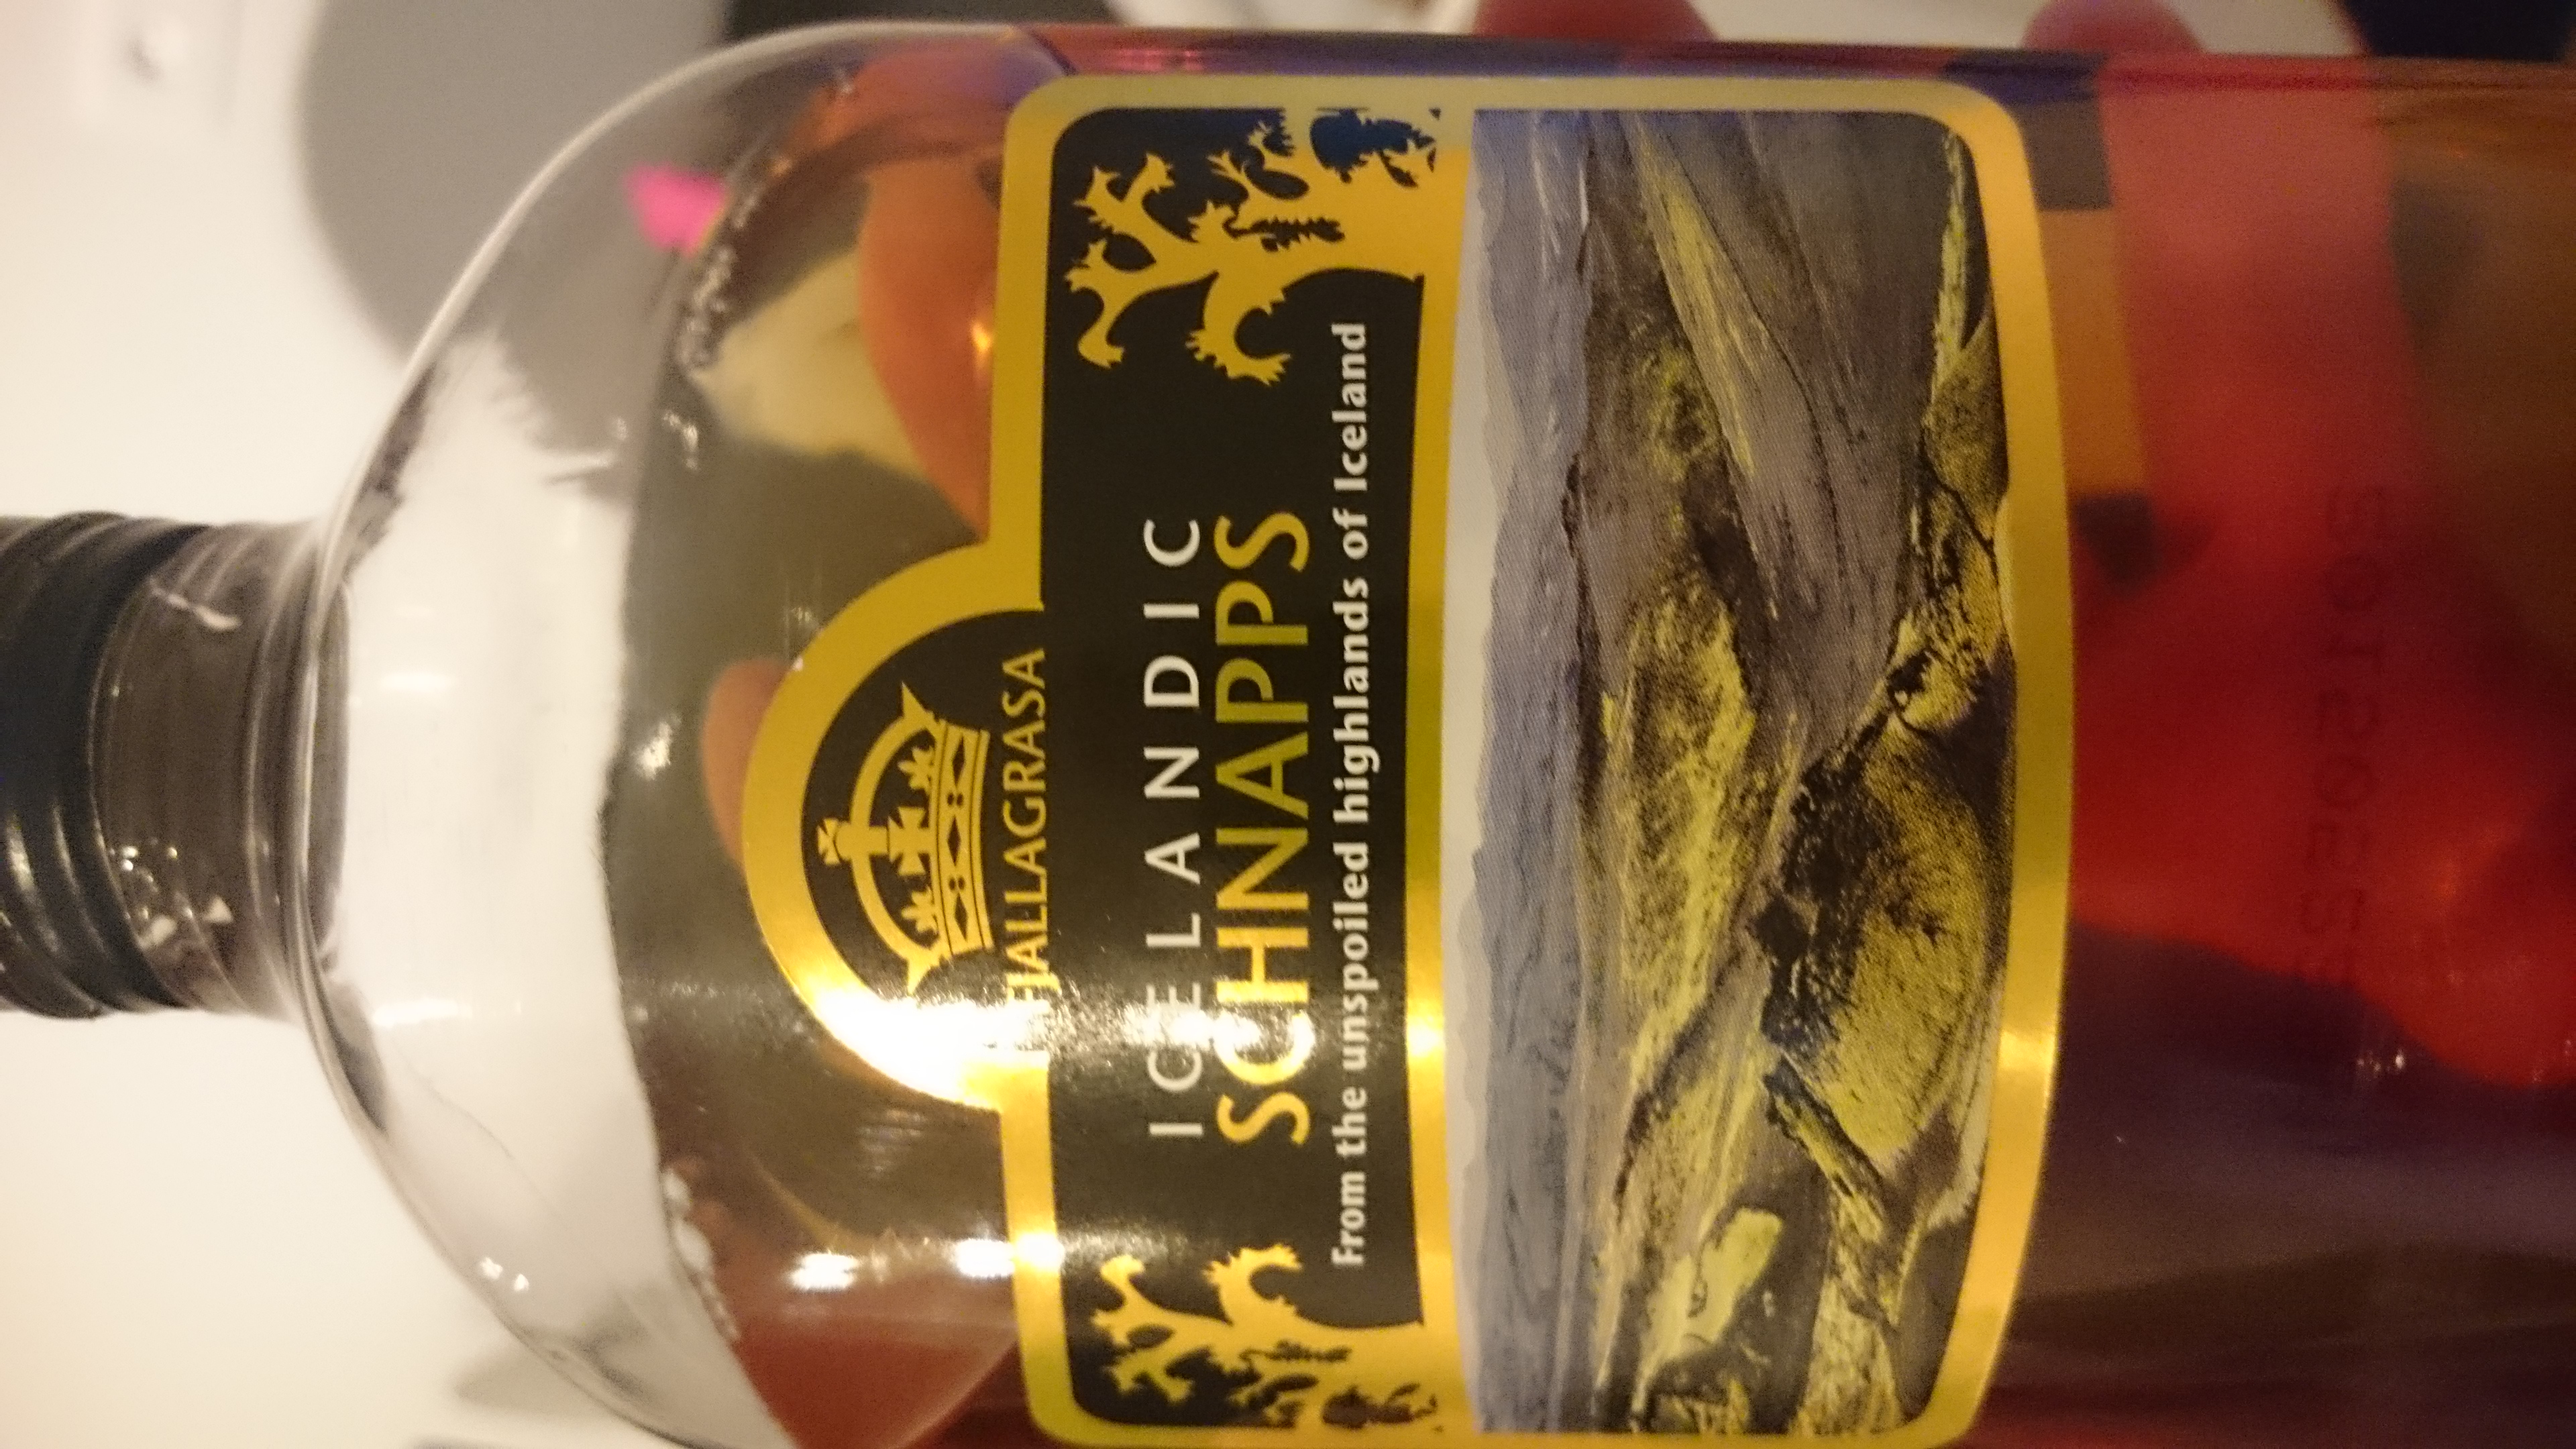 FJALLAGRASA
ICELANDIC
SCHNAPPS
From the unspoiled highlands of Iceland